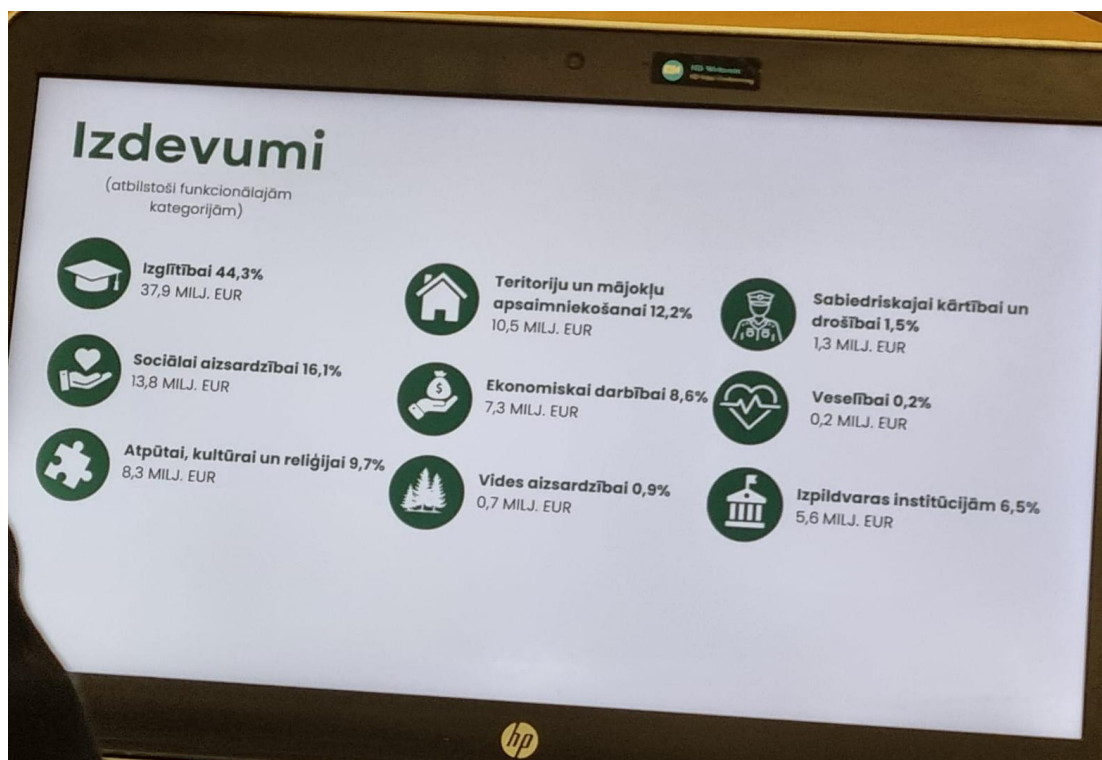 Izdevumi
(atbilstoši funkcionālajām
kategorijām)
Izglītībai 44,3%
37,9 MILJ. EUR
Sociālai aizsardzībai 16,1%
13,8 MILJ. EUR
Atpūtai, kultūrai un reliģijai 9,7%
8,3 MILJ. EUR
Teritoriju un mājokļu
apsaimniekošanai 12,2%
10,5 MILJ. EUR
Ekonomiskai darbībai 8,6%
7,3 MILJ. EUR
Vides aizsardzībai 0,9%
0,7 MILJ. EUR
Sabiedriskajai kārtībai un
drošībai 1,5%
1,3 MILJ. EUR
Veselībai 0,2%
0,2 MILJ. EUR
Izpildvaras institūcijām 6,5%
5,6 MILJ. EUR
hp